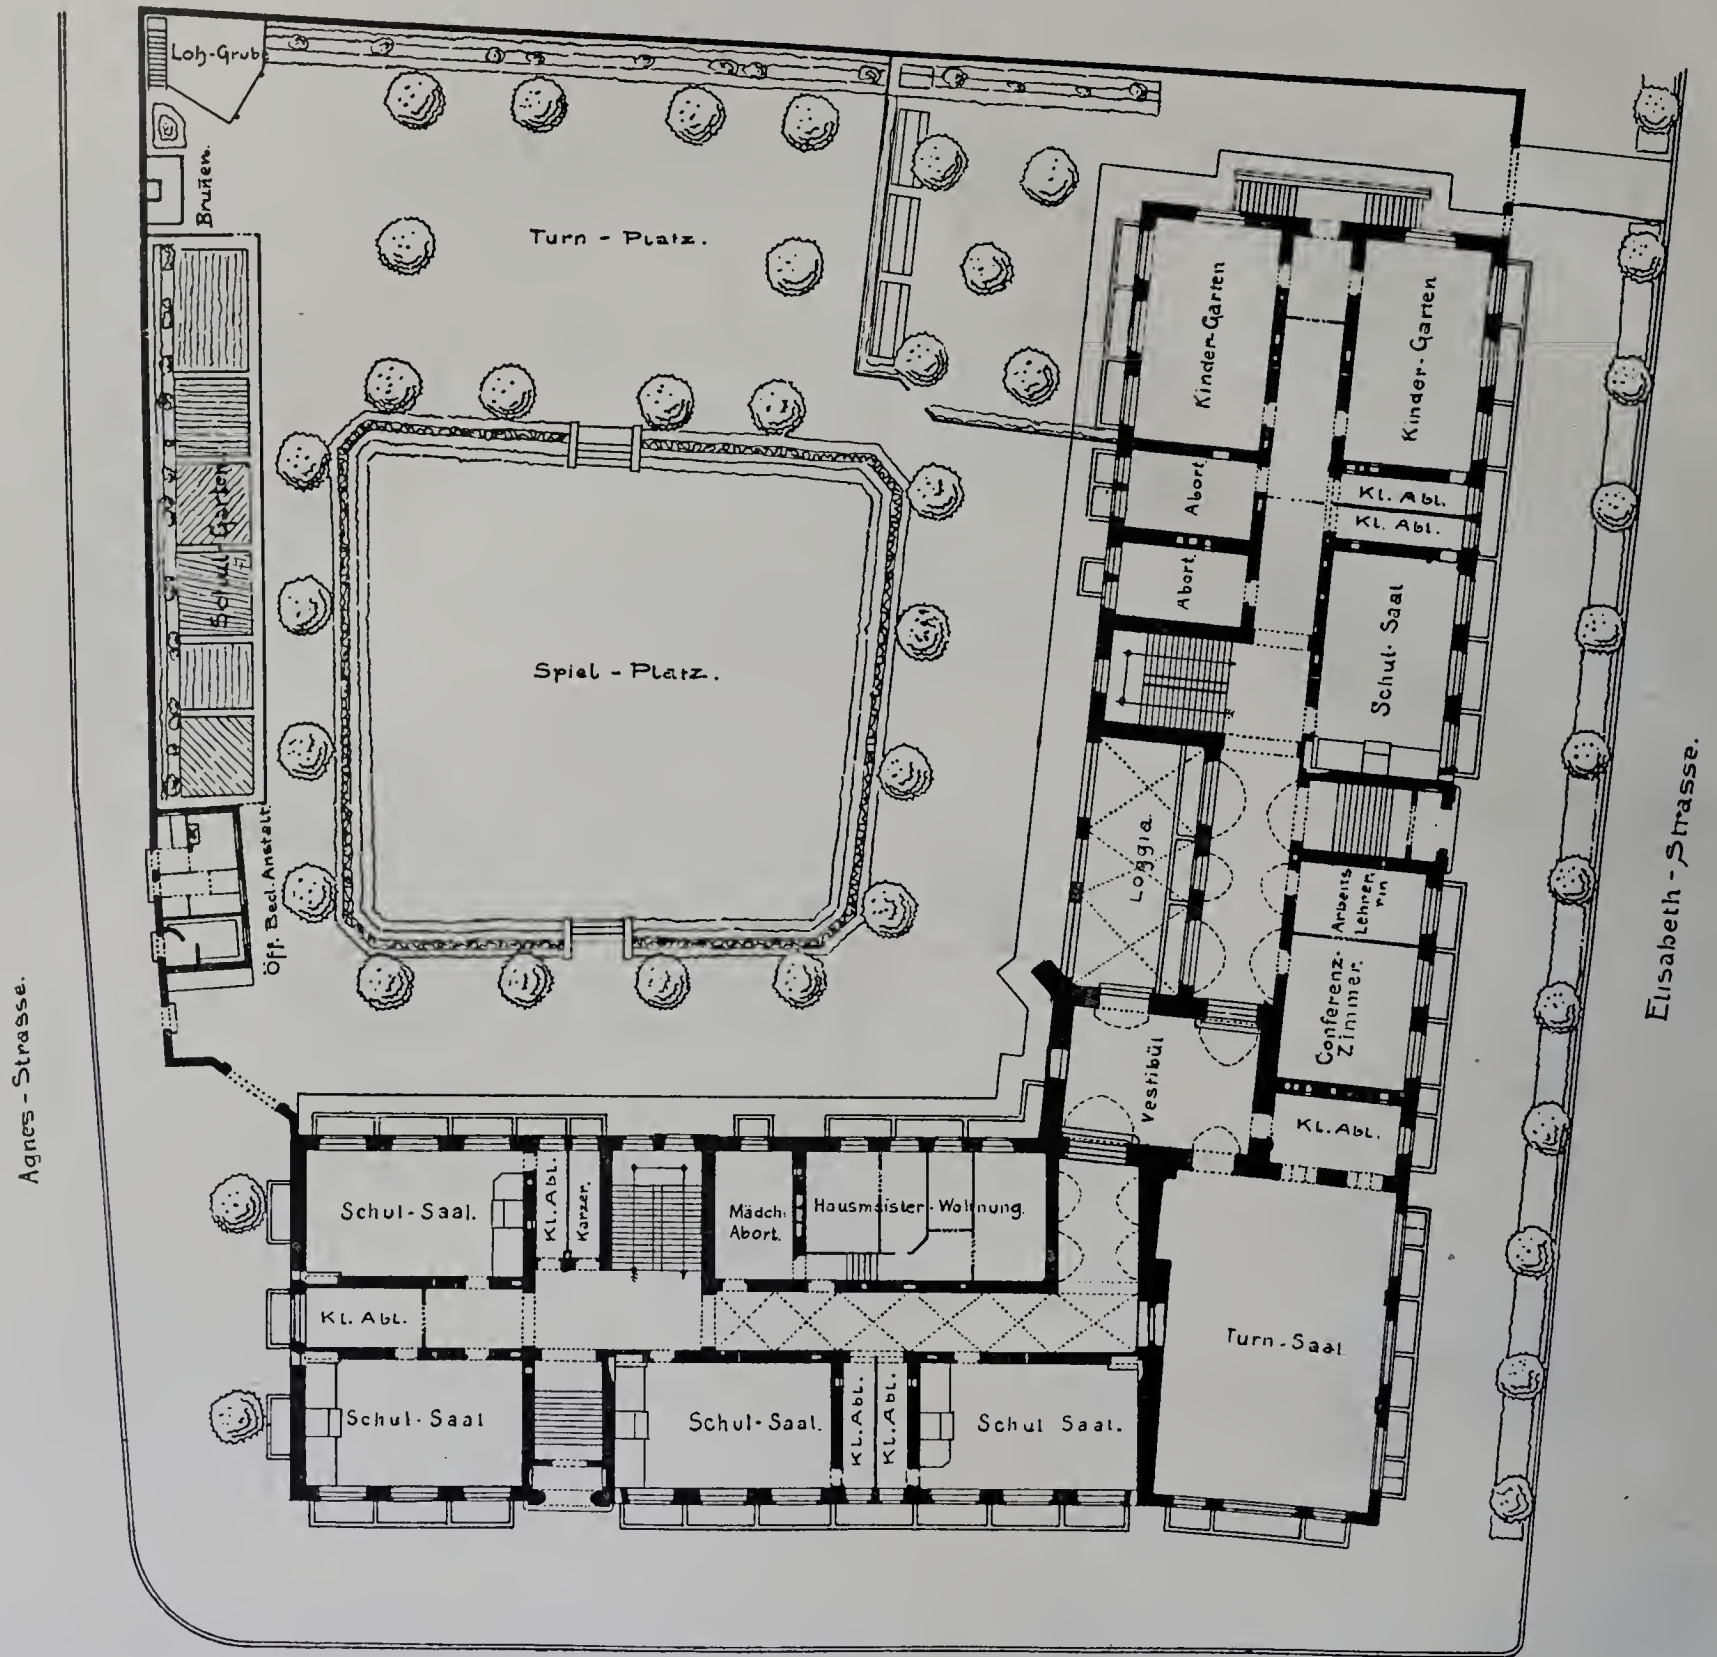 Loh-Grube
Brunen.
Turn - Platz.
Schul-Garten
Spiel - Platz.
Öff. Bed. Anstalt.
Agnes - Strasse.
Elisabeth - Strasse.
Kinder-Garten
Kinder-Garten
Abort
Kl. Abl.
Kl. Abl.
Abort.
Schul-Saal
Loggia
Arbeits
Lehrer
in
Conferenz-
Zimmer.
Vestibül
Kl. Abl.
Schul-Saal.
Kl. Abl.
Karzer.
Mädch:
Abort.
Hausmeister-Wohnung.
Kl. Abl.
Turn-Saal
Schul-Saal
Schul-Saal.
Kl. Abl.
Kl. Abl.
Schul Saal.